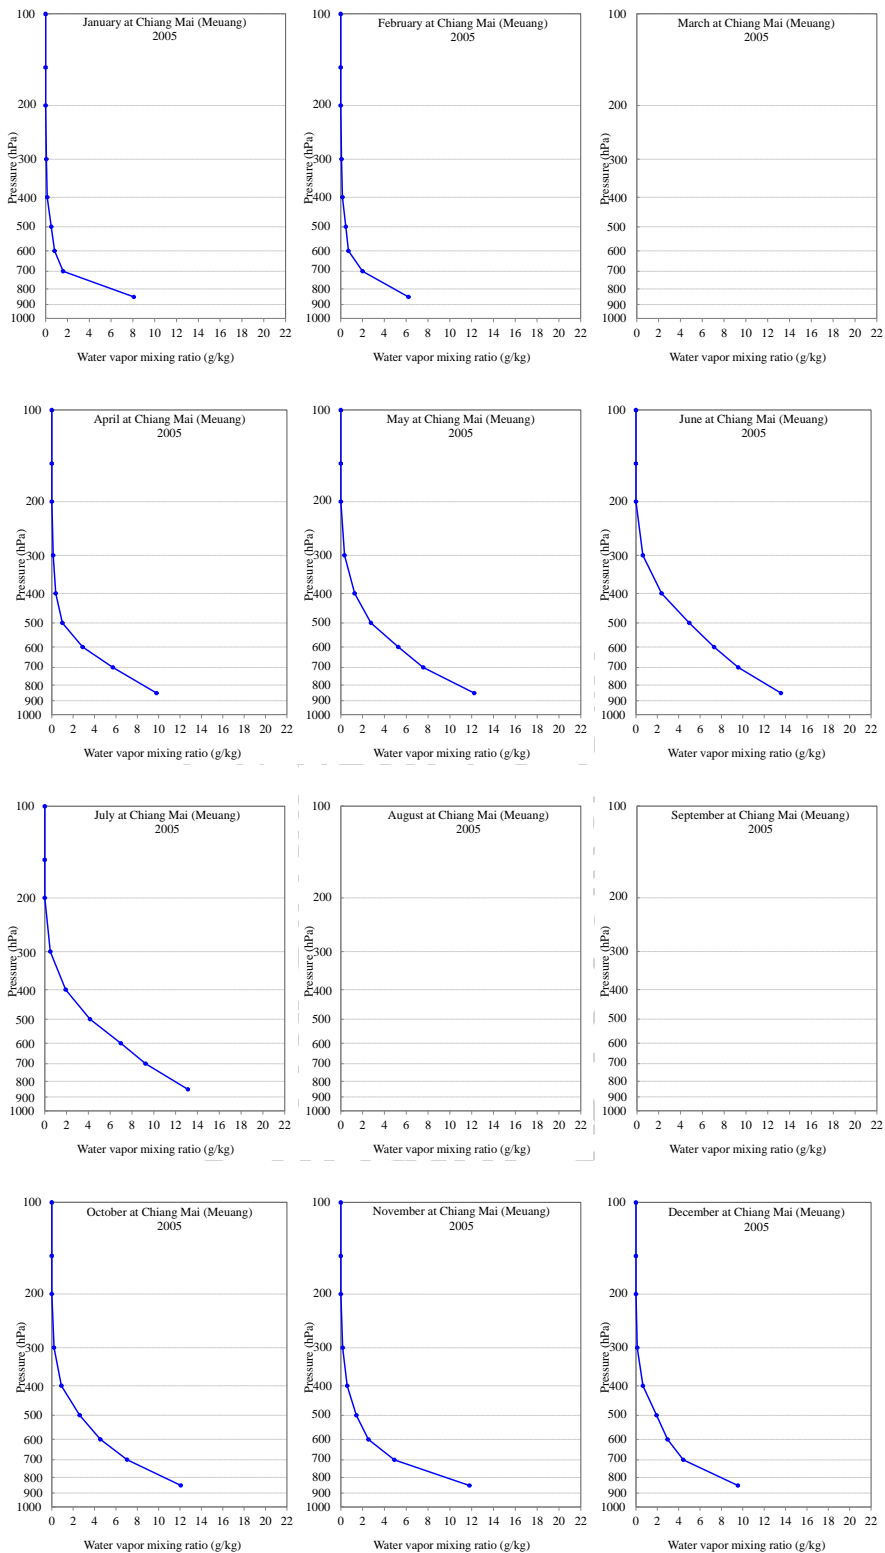 January at Chiang Mai (Meuang)
2005
Pressure (hPa)
100
200
300
400
500
600
700
800
900
1000
0 2 4 6 8 10 12 14 16 18 20 22
Water vapor mixing ratio (g/kg)
February at Chiang Mai (Meuang)
2005
Pressure (hPa)
100
200
300
400
500
600
700
800
900
1000
0 2 4 6 8 10 12 14 16 18 20 22
Water vapor mixing ratio (g/kg)
March at Chiang Mai (Meuang)
2005
Pressure (hPa)
100
200
300
400
500
600
700
800
900
1000
0 2 4 6 8 10 12 14 16 18 20 22
Water vapor mixing ratio (g/kg)
April at Chiang Mai (Meuang)
2005
Pressure (hPa)
100
200
300
400
500
600
700
800
900
1000
0 2 4 6 8 10 12 14 16 18 20 22
Water vapor mixing ratio (g/kg)
May at Chiang Mai (Meuang)
2005
Pressure (hPa)
100
200
300
400
500
600
700
800
900
1000
0 2 4 6 8 10 12 14 16 18 20 22
Water vapor mixing ratio (g/kg)
June at Chiang Mai (Meuang)
2005
Pressure (hPa)
100
200
300
400
500
600
700
800
900
1000
0 2 4 6 8 10 12 14 16 18 20 22
Water vapor mixing ratio (g/kg)
July at Chiang Mai (Meuang)
2005
Pressure (hPa)
100
200
300
400
500
600
700
800
900
1000
0 2 4 6 8 10 12 14 16 18 20 22
Water vapor mixing ratio (g/kg)
August at Chiang Mai (Meuang)
2005
Pressure (hPa)
100
200
300
400
500
600
700
800
900
1000
0 2 4 6 8 10 12 14 16 18 20 22
Water vapor mixing ratio (g/kg)
September at Chiang Mai (Meuang)
2005
Pressure (hPa)
100
200
300
400
500
600
700
800
900
1000
0 2 4 6 8 10 12 14 16 18 20 22
Water vapor mixing ratio (g/kg)
October at Chiang Mai (Meuang)
2005
Pressure (hPa)
100
200
300
400
500
600
700
800
900
1000
0 2 4 6 8 10 12 14 16 18 20 22
Water vapor mixing ratio (g/kg)
November at Chiang Mai (Meuang)
2005
Pressure (hPa)
100
200
300
400
500
600
700
800
900
1000
0 2 4 6 8 10 12 14 16 18 20 22
Water vapor mixing ratio (g/kg)
December at Chiang Mai (Meuang)
2005
Pressure (hPa)
100
200
300
400
500
600
700
800
900
1000
0 2 4 6 8 10 12 14 16 18 20 22
Water vapor mixing ratio (g/kg)